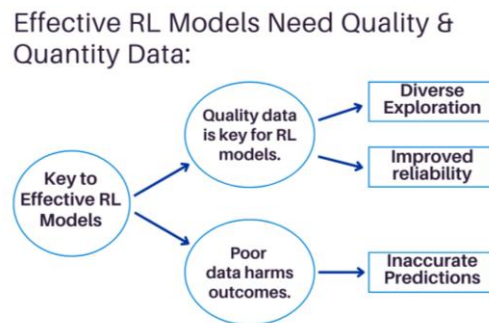 Effective RL Models Need Quality &
Quantity Data:
Key to
Effective RL
Models
Quality data
is key for RL
models.
Diverse
Exploration
Improved
reliability
Poor
data harms
outcomes.
Inaccurate
Predictions